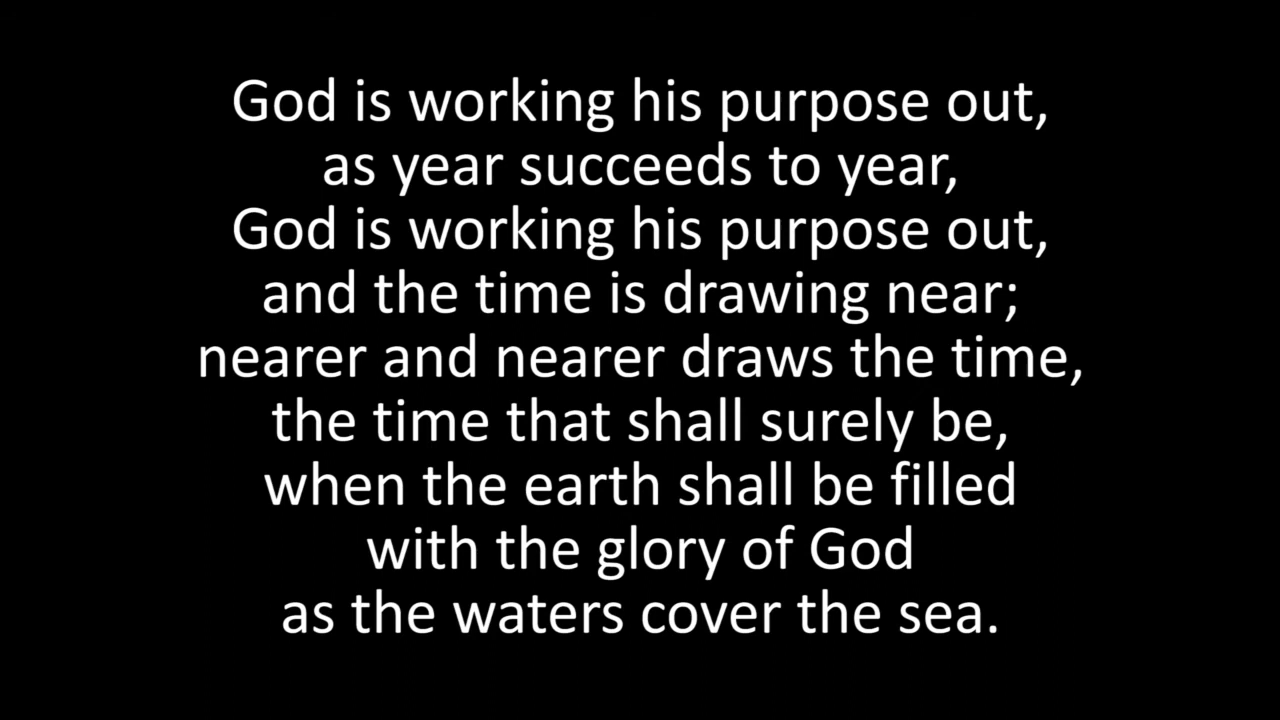 God is working his purpose out,
as year succeeds to year,
God is working his purpose out,
and the time is drawing near;
nearer and nearer draws the time,
the time that shall surely be,
when the earth shall be filled
with the glory of God
as the waters cover the sea.